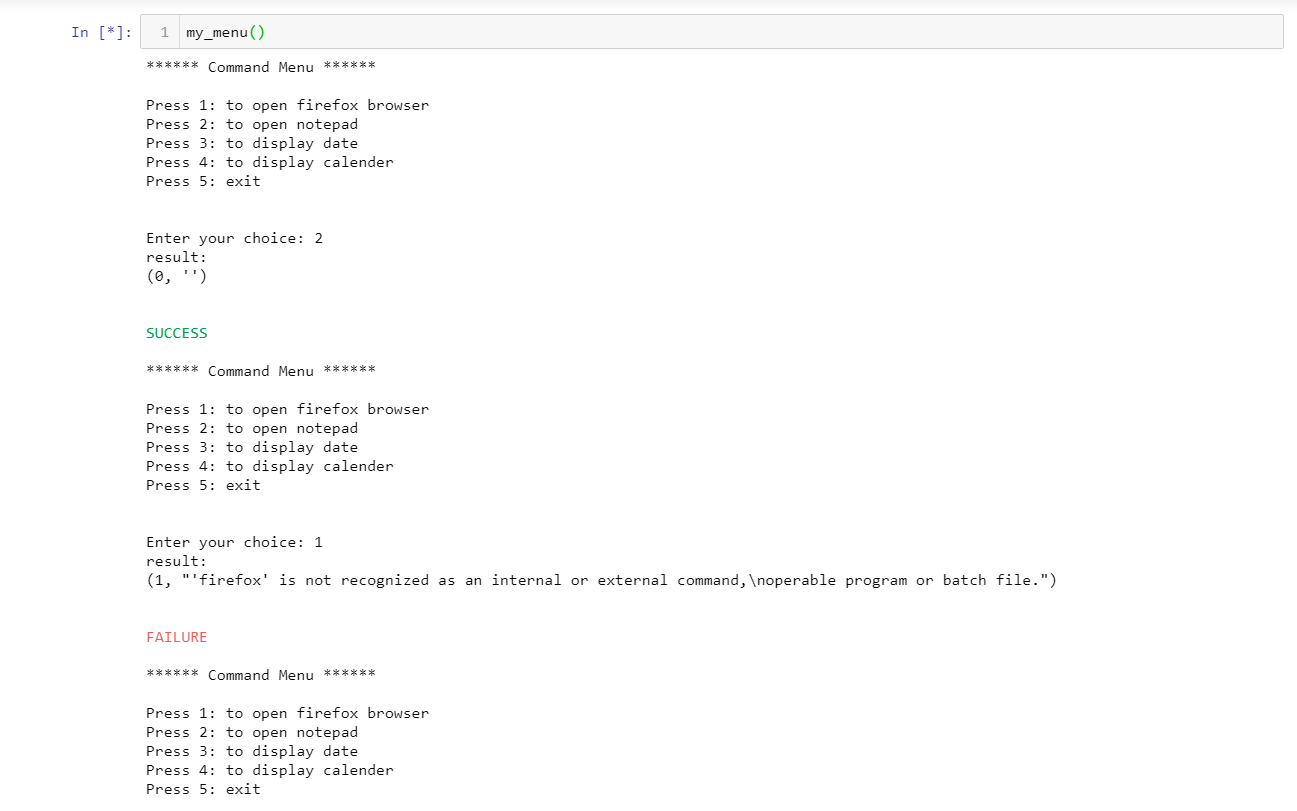 In [*]: 1 my_menu()
****** Command Menu ******
Press 1: to open firefox browser
Press 2: to open notepad
Press 3: to display date
Press 4: to display calender
Press 5: exit
Enter your choice: 2
result:
(0, '')
SUCCESS
****** Command Menu ******
Press 1: to open firefox browser
Press 2: to open notepad
Press 3: to display date
Press 4: to display calender
Press 5: exit
Enter your choice: 1
result:
(1, "'firefox' is not recognized as an internal or external command,\noperable program or batch file.")
FAILURE
****** Command Menu ******
Press 1: to open firefox browser
Press 2: to open notepad
Press 3: to display date
Press 4: to display calender
Press 5: exit